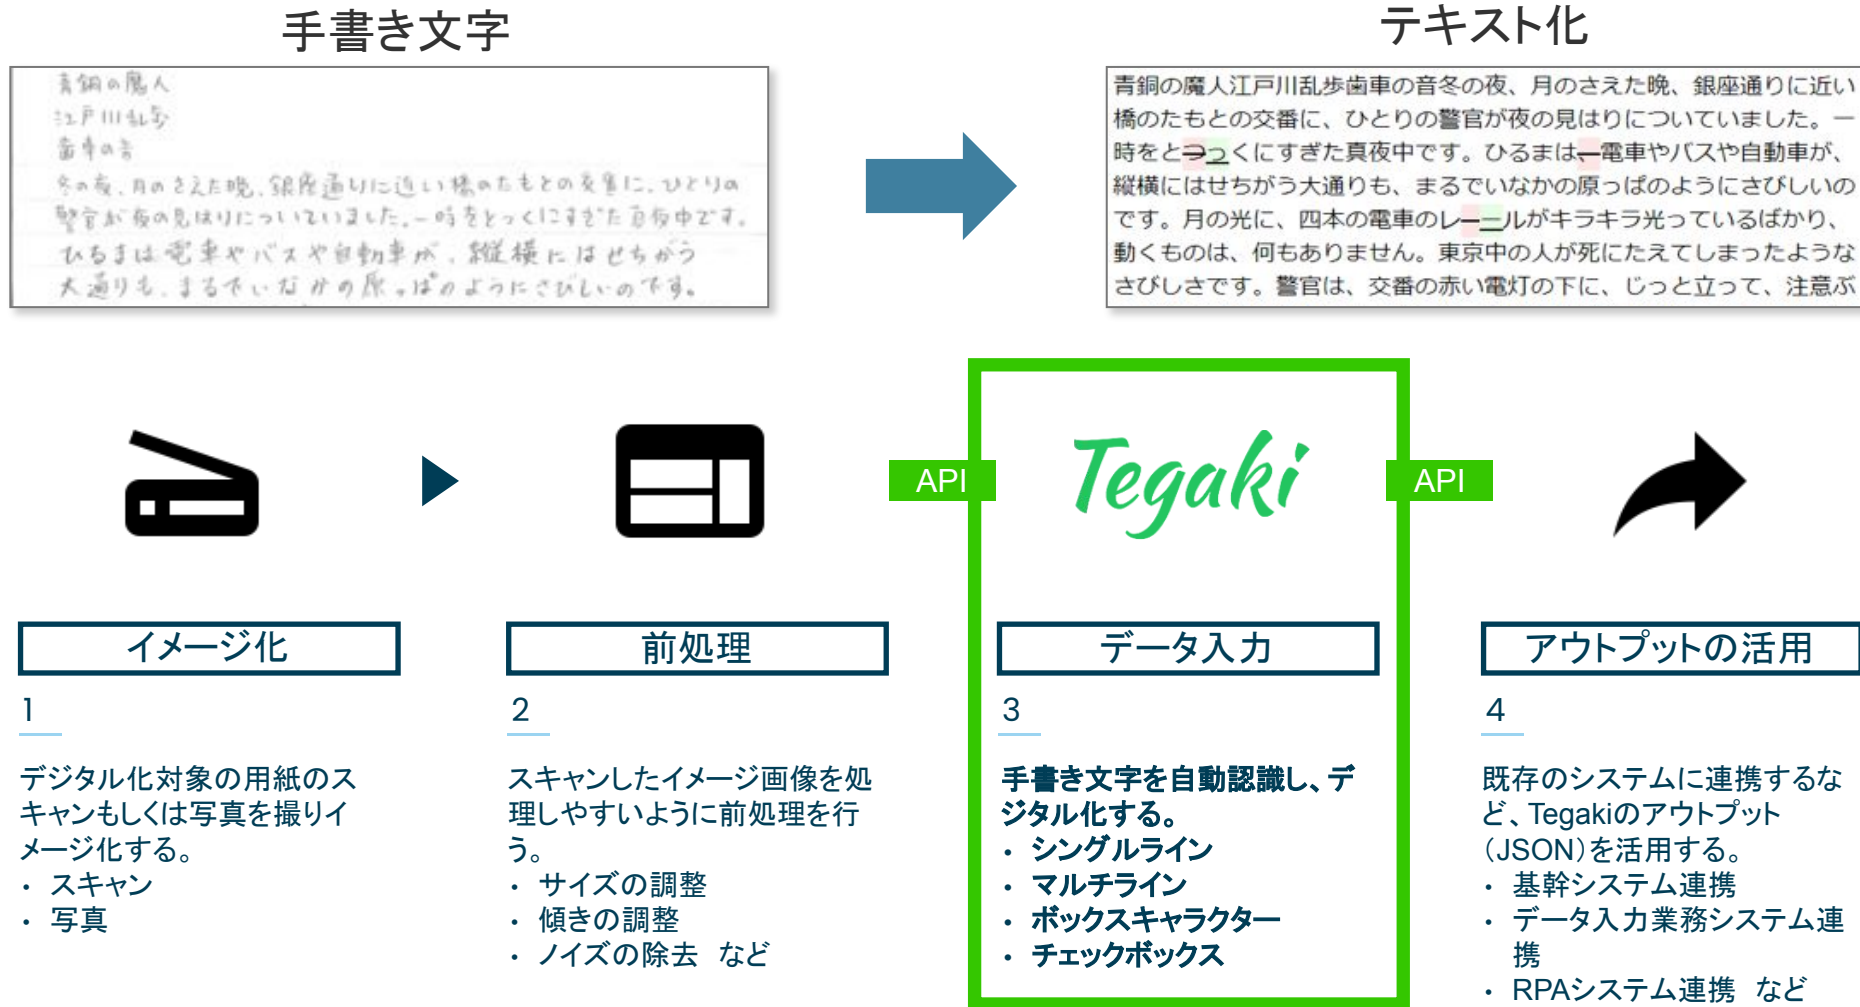 手書き文字
青銅の魔人
江戸川乱歩
歯車の音
冬の夜、月のさえた晩、銀座通りに近い橋のたもとの交番に、ひとりの
警官が夜の見はりについていました。一時をとっくにすぎた真夜中です。
ひるまは電車やバスや自動車が、縦横にはせちがう
大通りも、まるでいなかの原っぱのようにさびしいのです。
テキスト化
青銅の魔人江戸川乱歩歯車の音冬の夜、月のさえた晩、銀座通りに近い
橋のたもとの交番に、ひとりの警官が夜の見はりについていました。一
時をとつっくにすぎた真夜中です。ひるまは一電車やバスや自動車が、
縦横にはせちがう大通りも、まるでいなかの原っぱのようにさびしいの
です。月の光に、四本の電車のレ一ールがキラキラ光っているばかり、
動くものは、何もありません。東京中の人が死にたえてしまったような
さびしさです。警官は、交番の赤い電灯の下に、じっと立って、注意ぶ
API
Tegaki
API
イメージ化
1
デジタル化対象の用紙のス
キャンもしくは写真を撮りイ
メージ化する。
・ スキャン
・ 写真
前処理
2
スキャンしたイメージ画像を処
理しやすいように前処理を行
う。
・ サイズの調整
・ 傾きの調整
・ ノイズの除去 など
データ入力
3
手書き文字を自動認識し、デ
ジタル化する。
・ シングルライン
・ マルチライン
・ ボックスキャラクター
・ チェックボックス
アウトプットの活用
4
既存のシステムに連携するな
ど、Tegakiのアウトプット
（JSON）を活用する。
・ 基幹システム連携
・ データ入力業務システム連
携
・ RPAシステム連携 など